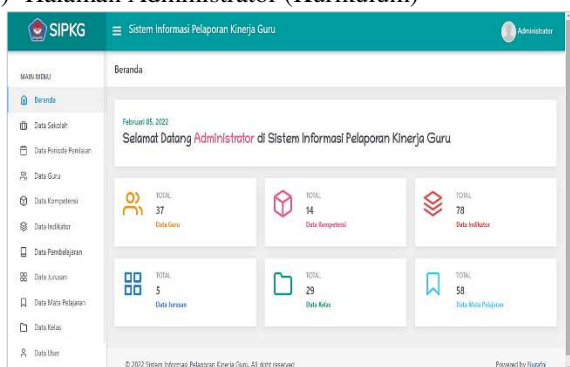 Halaman Administrator (Kurikulum)
SIPKG
Sistem Informasi Pelaporan Kinerja Guru
Administrator
MAIN MENU
Beranda
Data Sekolah
Data Periode Penilaian
Data Guru
Data Kompetensi
Data Indikator
Data Pembelajaran
Data Jurusan
Data Mata Pelajaran
Data Kelas
Data User
Beranda
Februari 05, 2022
Selamat Datang Administrator di Sistem Informasi Pelaporan Kinerja Guru
TOTAL
37
Data Guru
TOTAL
14
Data Kompetensi
TOTAL
78
Data Indikator
TOTAL
5
Data Jurusan
TOTAL
29
Data Kelas
TOTAL
58
Data Mata Pelajaran
© 2022 Sistem Informasi Pelaporan Kinerja Guru. All right reserved
Powered by Nurafni